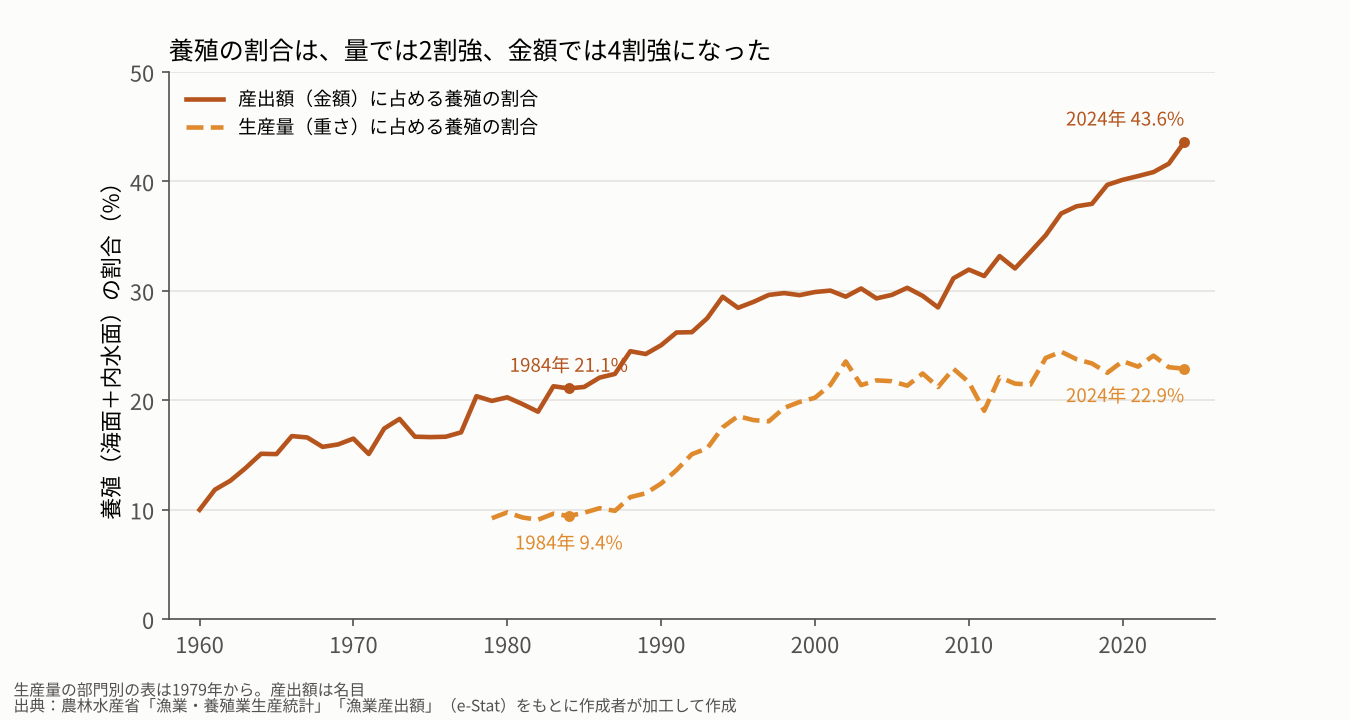 養殖の割合は、量では2割強、金額では4割強になった
養殖（海面＋内水面）の割合（%）
50
40
30
20
10
0
産出額（金額）に占める養殖の割合
生産量（重さ）に占める養殖の割合
2024年 43.6%
1984年 21.1%
2024年 22.9%
1984年 9.4%
1960
1970
1980
1990
2000
2010
2020
生産量の部門別の表は1979年から。産出額は名目
出典：農林水産省「漁業・養殖業生産統計」「漁業産出額」（e-Stat）をもとに作成者が加工して作成